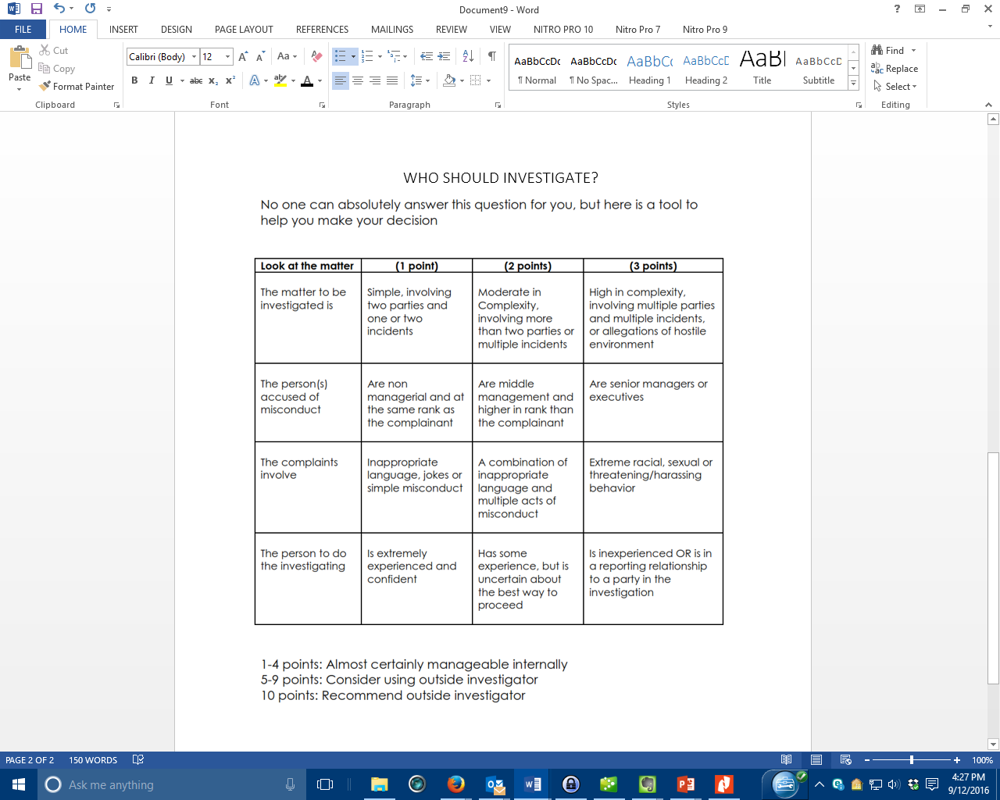 Document9 - Word
FILE HOME INSERT DESIGN PAGE LAYOUT REFERENCES MAILINGS REVIEW VIEW NITRO PRO 10 Nitro Pro 7 Nitro Pro 9
Paste
Cut
Copy
Format Painter
Calibri (Body) 12
AaBbCcDc AaBbCcDc AaBbCc AaBbCcD AaBl AaBbCcD
¶ Normal ¶ No Spac... Heading 1 Heading 2 Title Subtitle
Find
Replace
Select
Clipboard Font Paragraph Styles Editing
WHO SHOULD INVESTIGATE?
No one can absolutely answer this question for you, but here is a tool to
help you make your decision
Look at the matter (1 point) (2 points) (3 points)
The matter to be
investigated is
Simple, involving
two parties and
one or two
incidents
Moderate in
Complexity,
involving more
than two parties or
multiple incidents
High in complexity,
involving multiple parties
and multiple incidents,
or allegations of hostile
environment
The person(s)
accused of
misconduct
Are non
managerial and at
the same rank as
the complainant
Are middle
management and
higher in rank than
the complainant
Are senior managers or
executives
The complaints
involve
Inappropriate
language, jokes or
simple misconduct
A combination of
inappropriate
language and
multiple acts of
misconduct
Extreme racial, sexual or
threatening/harassing
behavior
The person to do
the investigating
Is extremely
experienced and
confident
Has some
experience, but is
uncertain about
the best way to
proceed
Is inexperienced OR is in
a reporting relationship
to a party in the
investigation
1-4 points: Almost certainly manageable internally
5-9 points: Consider using outside investigator
10 points: Recommend outside investigator
PAGE 2 OF 2 150 WORDS 100%
Ask me anything
4:27 PM
9/12/2016